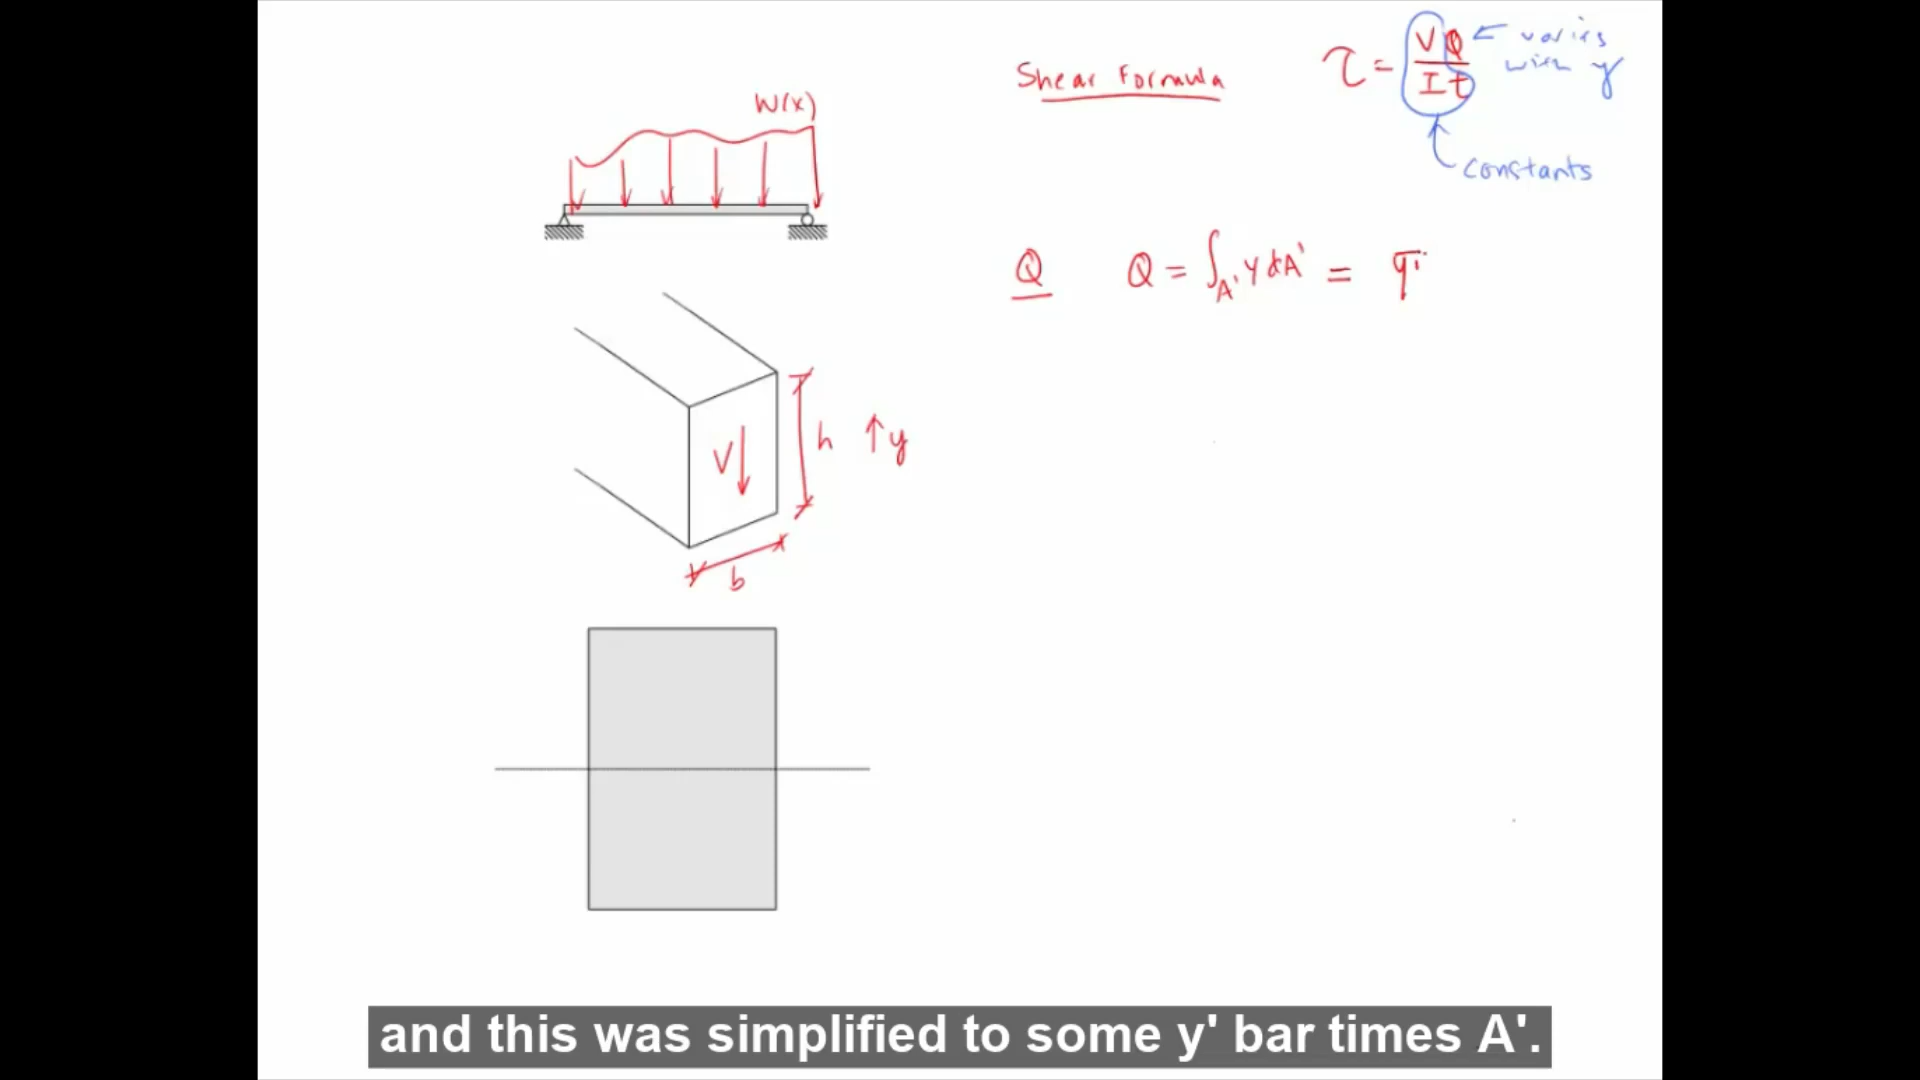 Shear Formula
τ = VQ / It
← varies with y
constants
W(x)
Q Q = ∫A' y dA' = ȳ'
V↓
h ↑y
b
and this was simplified to some y' bar times A'.